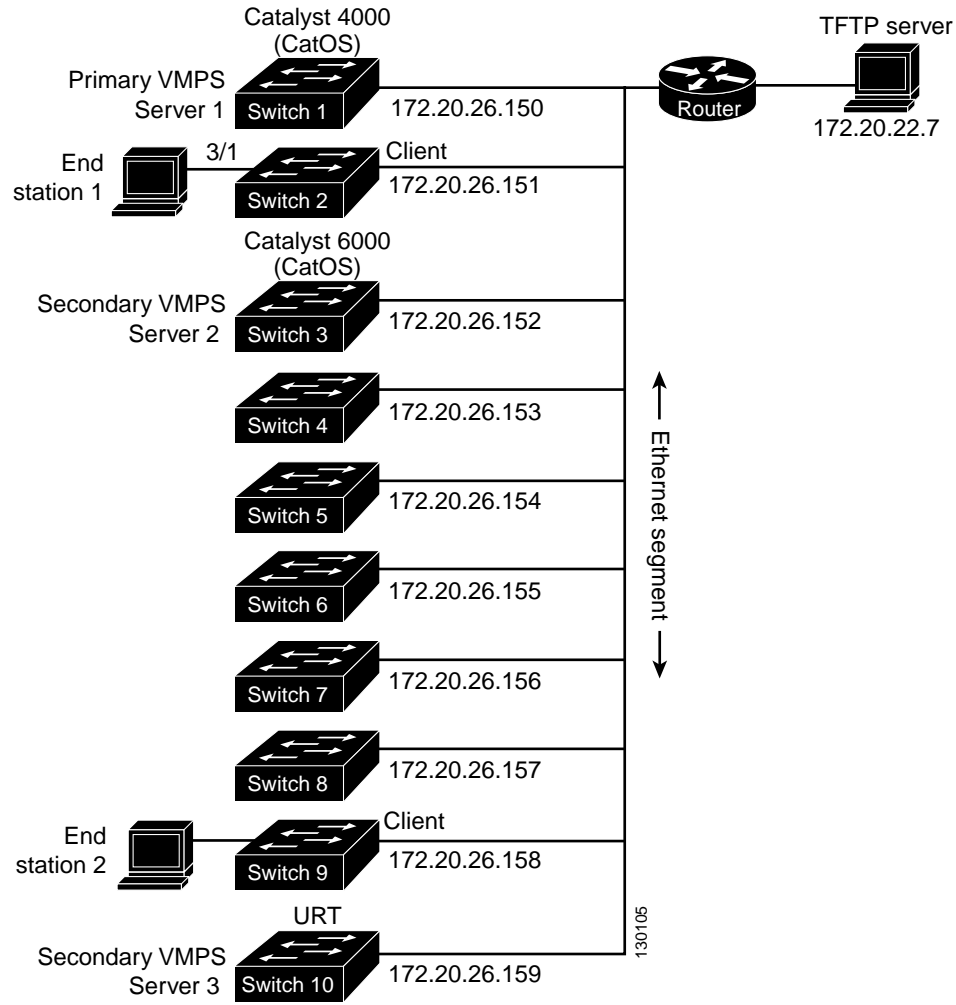 Catalyst 4000
(CatOS)
TFTP server
Primary VMPS
Server 1
Switch 1
172.20.26.150
Router
172.20.22.7
End
station 1
3/1
Client
Switch 2
172.20.26.151
Catalyst 6000
(CatOS)
Secondary VMPS
Server 2
Switch 3
172.20.26.152
Switch 4
172.20.26.153
Ethernet segment
Switch 5
172.20.26.154
Switch 6
172.20.26.155
Switch 7
172.20.26.156
Switch 8
172.20.26.157
End
station 2
Client
Switch 9
172.20.26.158
URT
Secondary VMPS
Server 3
Switch 10
172.20.26.159
130105